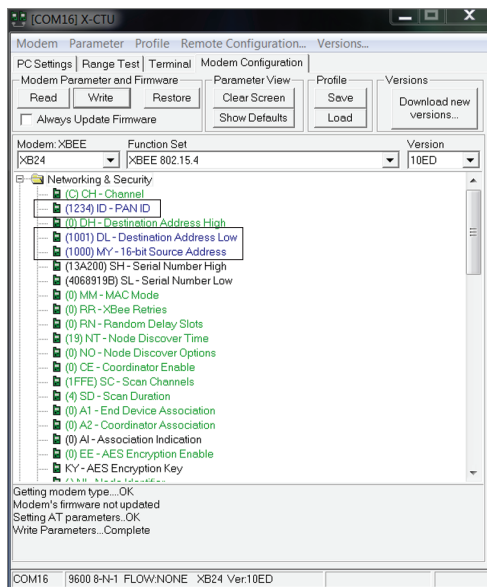 [COM16] X-CTU
Modem Parameter Profile Remote Configuration... Versions...
PC Settings Range Test Terminal Modem Configuration
Modem Parameter and Firmware Parameter View Profile Versions
Read Write Restore Clear Screen Save Download new versions...
Always Update Firmware Show Defaults Load
Modem: XBEE Function Set Version
XB24 XBEE 802.15.4 10ED
Networking & Security
(C) CH - Channel
(1234) ID - PAN ID
(0) DH - Destination Address High
(1001) DL - Destination Address Low
(1000) MY - 16-bit Source Address
(13A200) SH - Serial Number High
(4068919B) SL - Serial Number Low
(0) MM - MAC Mode
(0) RR - XBee Retries
(0) RN - Random Delay Slots
(19) NT - Node Discover Time
(0) NO - Node Discover Options
(0) CE - Coordinator Enable
(1FFE) SC - Scan Channels
(4) SD - Scan Duration
(0) A1 - End Device Association
(0) A2 - Coordinator Association
(0) AI - Association Indication
(0) EE - AES Encryption Enable
KY - AES Encryption Key
Getting modem type....OK
Modem's firmware not updated
Setting AT parameters..OK
Write Parameters...Complete
COM16 9600 8-N-1 FLOW:NONE XB24 Ver:10ED